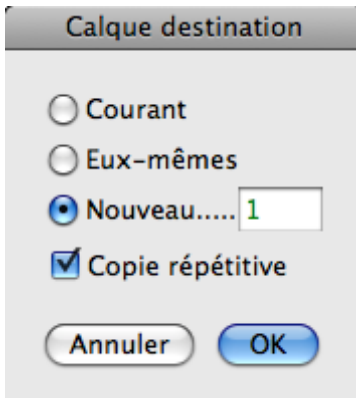 Calque destination
Courant
Eux-mêmes
Nouveau..... 1
Copie répétitive
Annuler OK